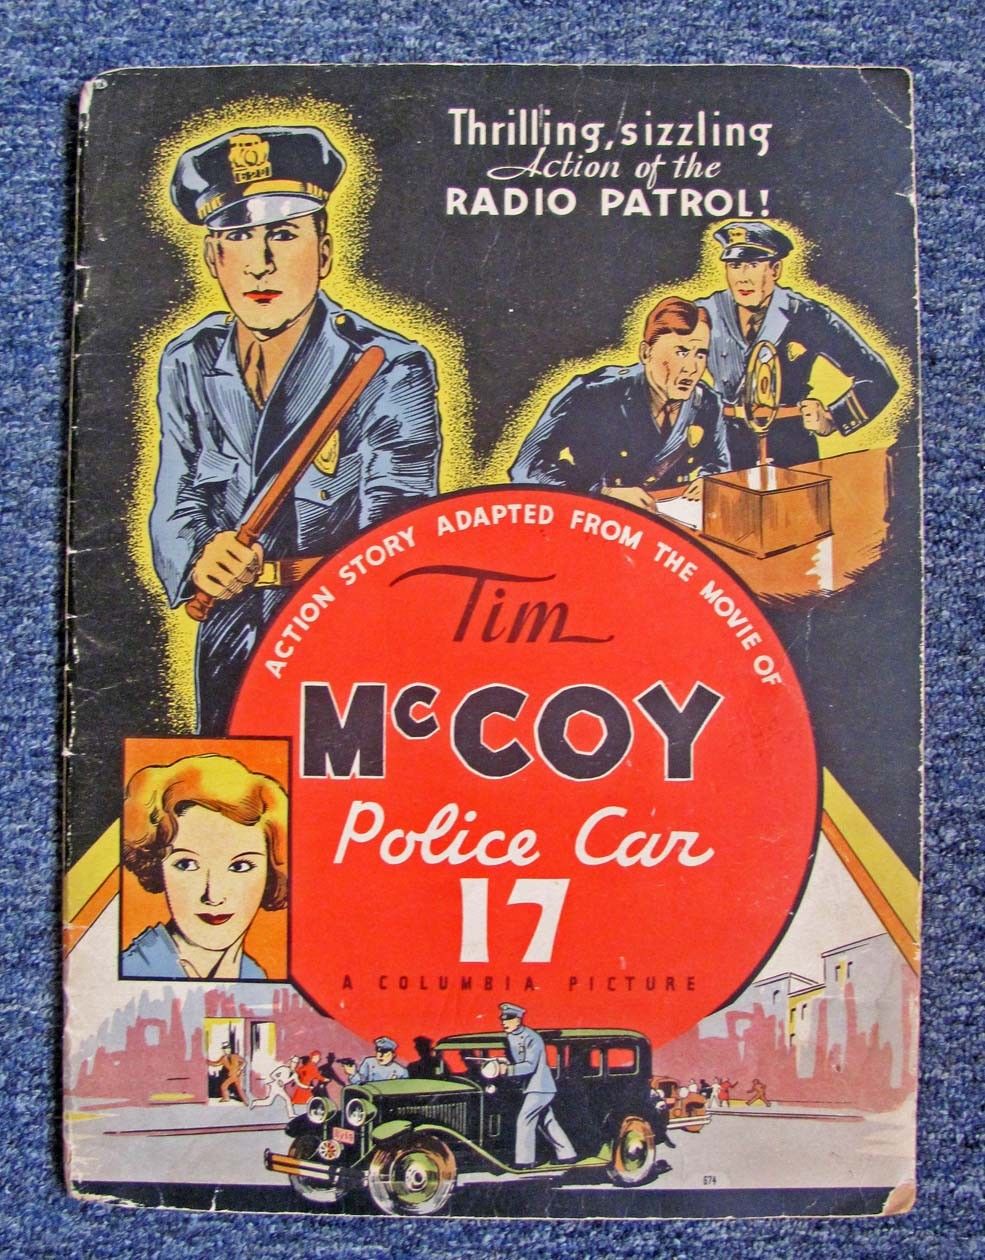 Thrilling, sizzling
Action of the
RADIO PATROL!
ACTION STORY ADAPTED FROM THE MOVIE OF
Tim
McCOY
Police Car
17
A COLUMBIA PICTURE
674